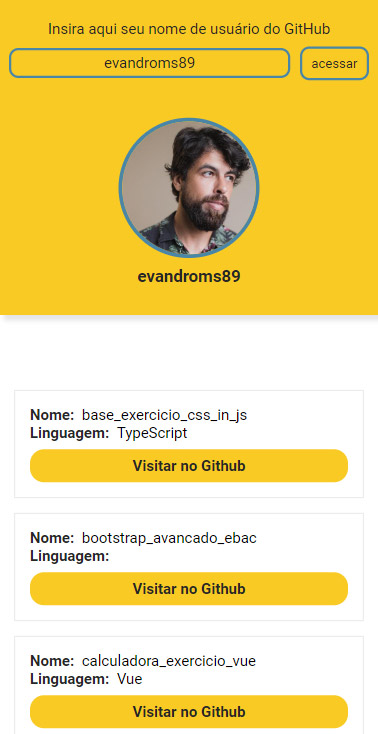 Insira aqui seu nome de usuário do GitHub
evandroms89 acessar
evandroms89
Nome: base_exercicio_css_in_js
Linguagem: TypeScript
Visitar no Github
Nome: bootstrap_avancado_ebac
Linguagem:
Visitar no Github
Nome: calculadora_exercicio_vue
Linguagem: Vue
Visitar no Github